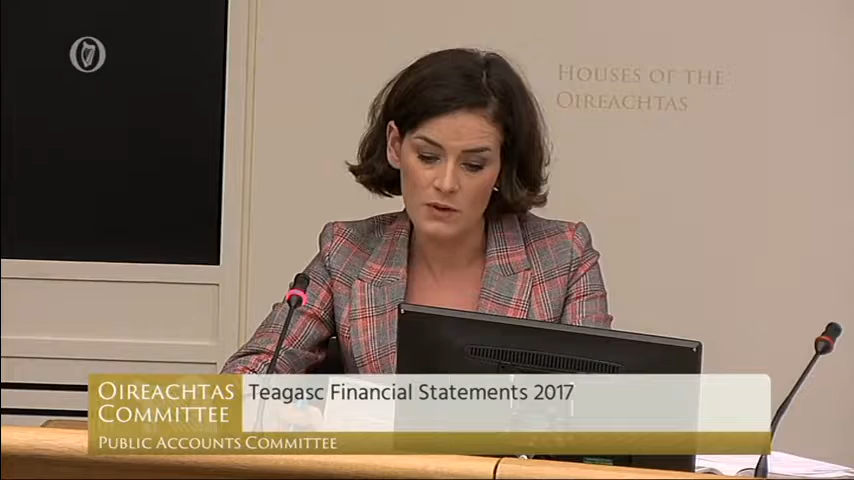 HOUSES OF THE
OIREACHTAS
OIREACHTAS
COMMITTEE
Teagasc Financial Statements 2017
PUBLIC ACCOUNTS COMMITTEE